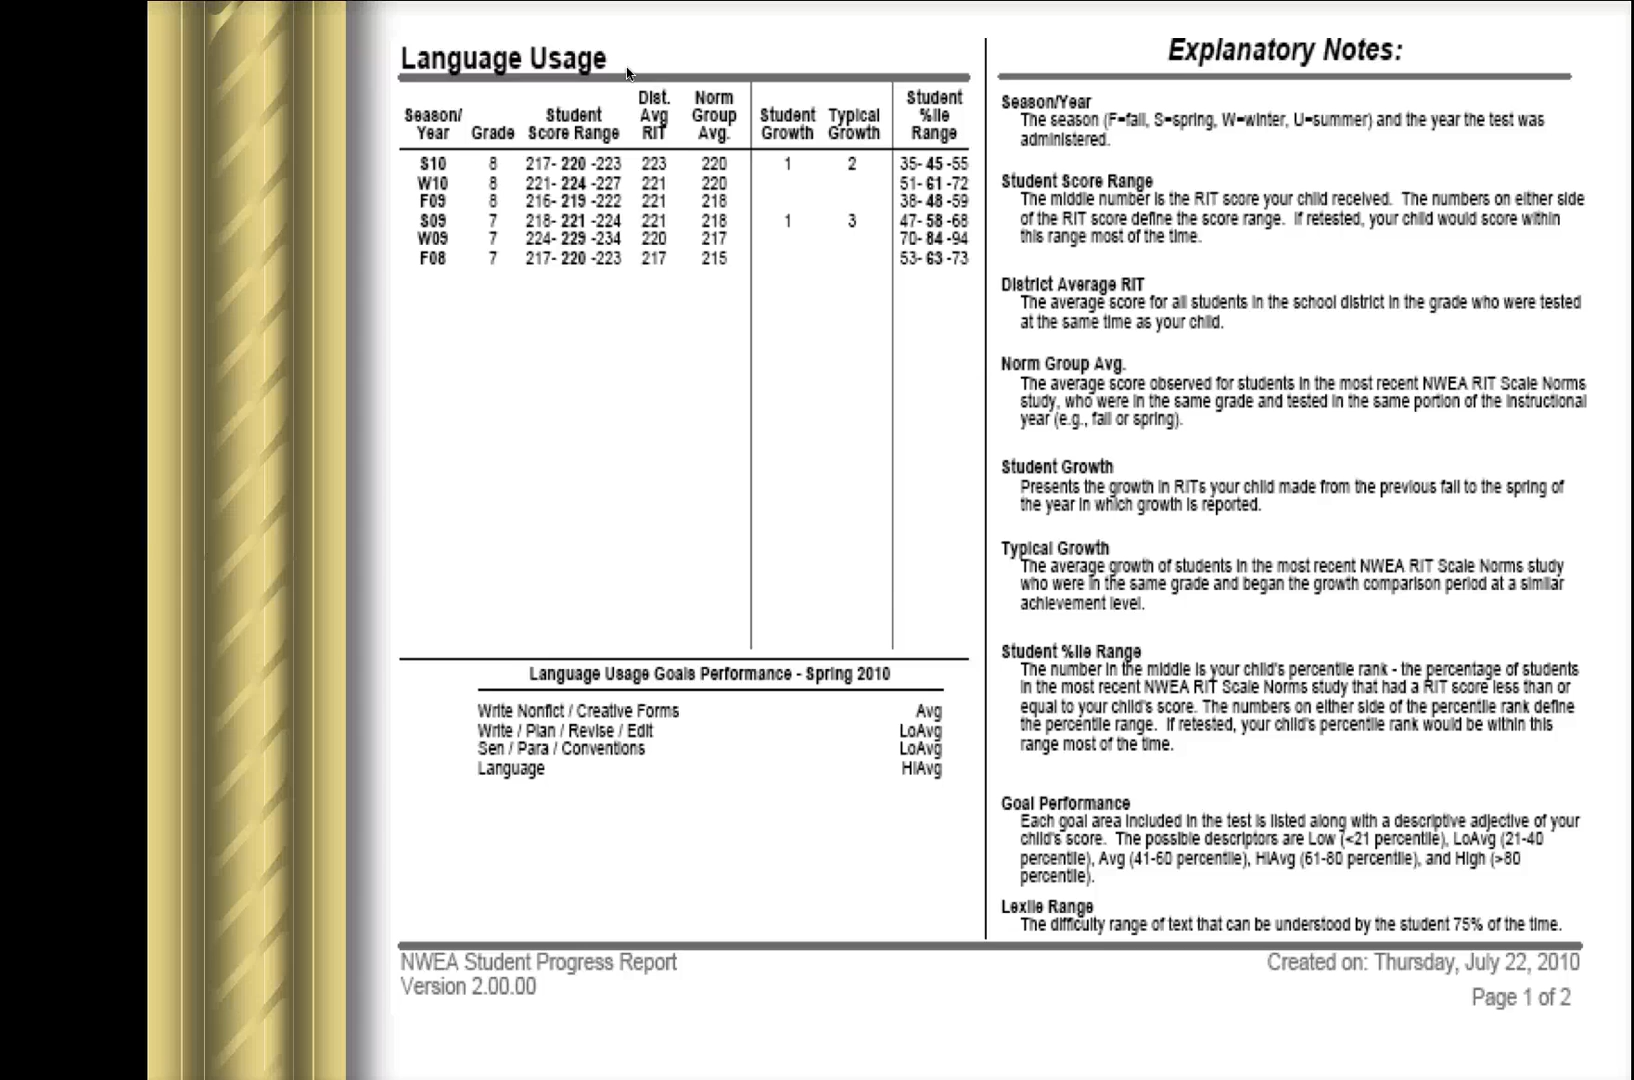 Language Usage
Season/Year Grade Student Score Range Dist. Avg RIT Norm Group Avg. Student Growth Typical Growth Student %ile Range
S10 8 217- 220 -223 223 220 1 2 35- 45 -55
W10 8 221- 224 -227 221 220 51- 61 -72
F09 8 216- 219 -222 221 218 38- 48 -59
S09 7 218- 221 -224 221 218 1 3 47- 58 -68
W09 7 224- 229 -234 220 217 70- 84 -94
F08 7 217- 220 -223 217 215 53- 63 -73
Language Usage Goals Performance - Spring 2010
Write Nonfict / Creative Forms Avg
Write / Plan / Revise / Edit LoAvg
Sen / Para / Conventions LoAvg
Language HiAvg
Explanatory Notes:
Season/Year
The season (F=fall, S=spring, W=winter, U=summer) and the year the test was
administered.
Student Score Range
The middle number is the RIT score your child received. The numbers on either side
of the RIT score define the score range. If retested, your child would score within
this range most of the time.
District Average RIT
The average score for all students in the school district in the grade who were tested
at the same time as your child.
Norm Group Avg.
The average score observed for students in the most recent NWEA RIT Scale Norms
study, who were in the same grade and tested in the same portion of the instructional
year (e.g., fall or spring).
Student Growth
Presents the growth in RITs your child made from the previous fall to the spring of
the year in which growth is reported.
Typical Growth
The average growth of students in the most recent NWEA RIT Scale Norms study
who were in the same grade and began the growth comparison period at a similar
achievement level.
Student %ile Range
The number in the middle is your child's percentile rank - the percentage of students
in the most recent NWEA RIT Scale Norms study that had a RIT score less than or
equal to your child's score. The numbers on either side of the percentile rank define
the percentile range. If retested, your child's percentile rank would be within this
range most of the time.
Goal Performance
Each goal area included in the test is listed along with a descriptive adjective of your
child's score. The possible descriptors are Low (<21 percentile), LoAvg (21-40
percentile), Avg (41-60 percentile), HiAvg (61-80 percentile), and High (>80
percentile).
Lexile Range
The difficulty range of text that can be understood by the student 75% of the time.
NWEA Student Progress Report
Version 2.00.00
Created on: Thursday, July 22, 2010
Page 1 of 2